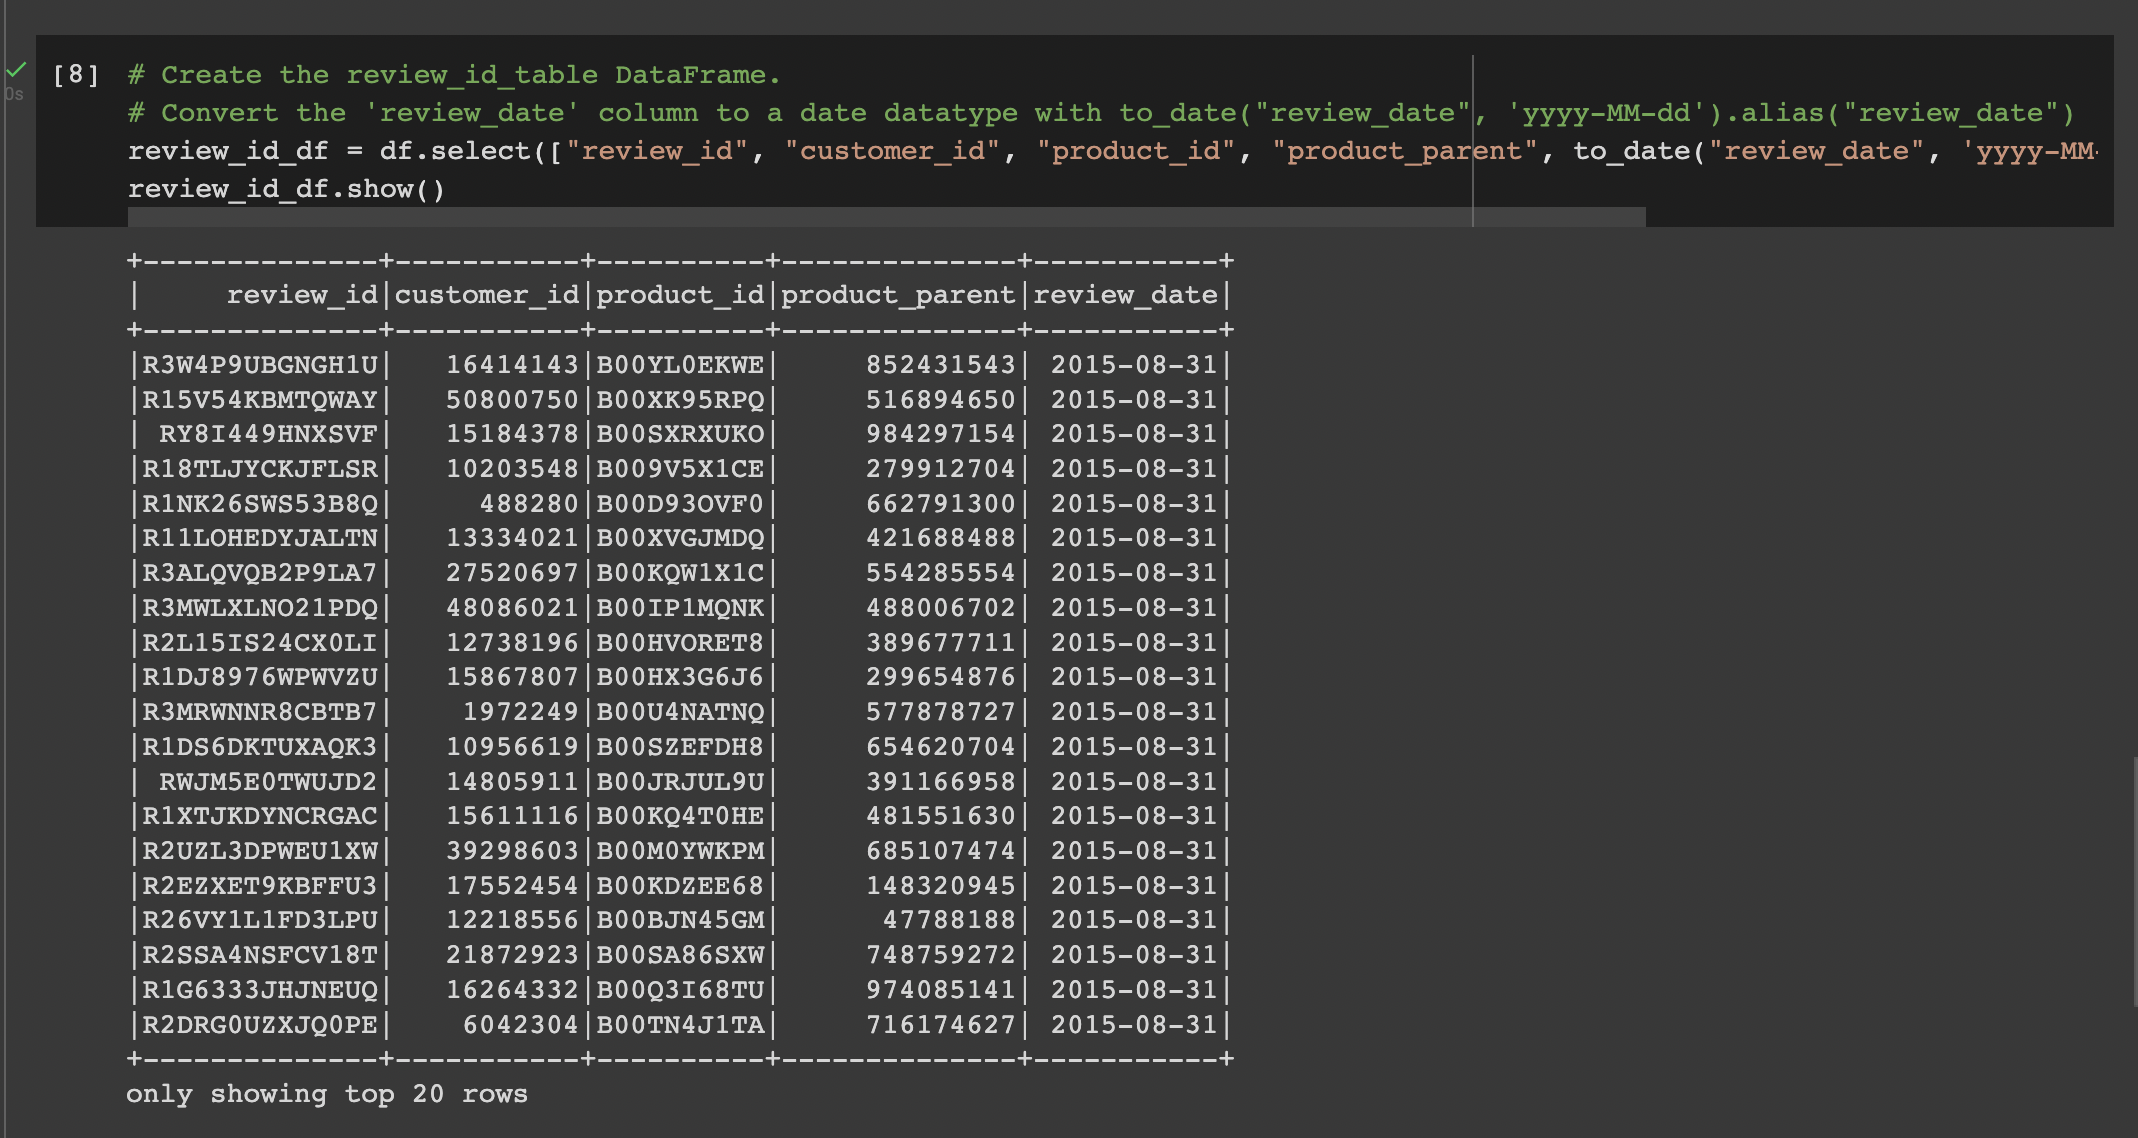 [8] # Create the review_id_table DataFrame.
# Convert the 'review_date' column to a date datatype with to_date("review_date", 'yyyy-MM-dd').alias("review_date")
review_id_df = df.select(["review_id", "customer_id", "product_id", "product_parent", to_date("review_date", 'yyyy-MM-
0s
review_id_df.show()
+--------------+-----------+----------+--------------+-----------+
|     review_id|customer_id|product_id|product_parent|review_date|
+--------------+-----------+----------+--------------+-----------+
|R3W4P9UBGNGH1U|   16414143|B00YL0EKWE|     852431543| 2015-08-31|
|R15V54KBMTQWAY|   50800750|B00XK95RPQ|     516894650| 2015-08-31|
| RY8I449HNXSVF|   15184378|B00SXRXUKO|     984297154| 2015-08-31|
|R18TLJYCKJFLSR|   10203548|B009V5X1CE|     279912704| 2015-08-31|
|R1NK26SWS53B8Q|     488280|B00D93OVF0|     662791300| 2015-08-31|
|R11LOHEDYJALTN|   13334021|B00XVGJMDQ|     421688488| 2015-08-31|
|R3ALQVQB2P9LA7|   27520697|B00KQW1X1C|     554285554| 2015-08-31|
|R3MWLXLNO21PDQ|   48086021|B00IP1MQNK|     488006702| 2015-08-31|
|R2L15IS24CX0LI|   12738196|B00HVORET8|     389677711| 2015-08-31|
|R1DJ8976WPWVZU|   15867807|B00HX3G6J6|     299654876| 2015-08-31|
|R3MRWNNR8CBTB7|    1972249|B00U4NATNQ|     577878727| 2015-08-31|
|R1DS6DKTUXAQK3|   10956619|B00SZEFDH8|     654620704| 2015-08-31|
| RWJM5E0TWUJD2|   14805911|B00JRJUL9U|     391166958| 2015-08-31|
|R1XTJKDYNCRGAC|   15611116|B00KQ4T0HE|     481551630| 2015-08-31|
|R2UZL3DPWEU1XW|   39298603|B00M0YWKPM|     685107474| 2015-08-31|
|R2EZXET9KBFFU3|   17552454|B00KDZEE68|     148320945| 2015-08-31|
|R26VY1L1FD3LPU|   12218556|B00BJN45GM|      47788188| 2015-08-31|
|R2SSA4NSFCV18T|   21872923|B00SA86SXW|     748759272| 2015-08-31|
|R1G6333JHJNEUQ|   16264332|B00Q3I68TU|     974085141| 2015-08-31|
|R2DRG0UZXJQ0PE|    6042304|B00TN4J1TA|     716174627| 2015-08-31|
+--------------+-----------+----------+--------------+-----------+
only showing top 20 rows